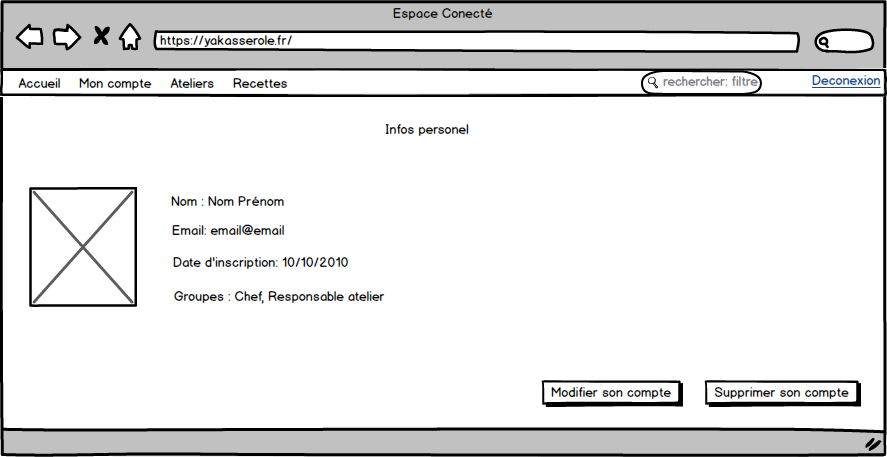 Espace Conecté
https://yakasserole.fr/
Accueil Mon compte Ateliers Recettes rechercher: filtre Deconexion
Infos personel
Nom : Nom Prénom
Email: email@email
Date d'inscription: 10/10/2010
Groupes : Chef, Responsable atelier
Modifier son compte Supprimer son compte